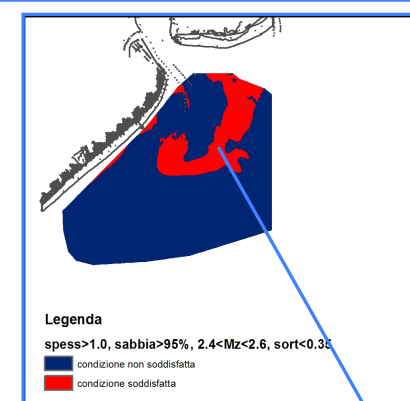 Legenda
spess>1.0, sabbia>95%, 2.4<Mz<2.6, sort<0.35
condizione non soddisfatta
condizione soddisfatta